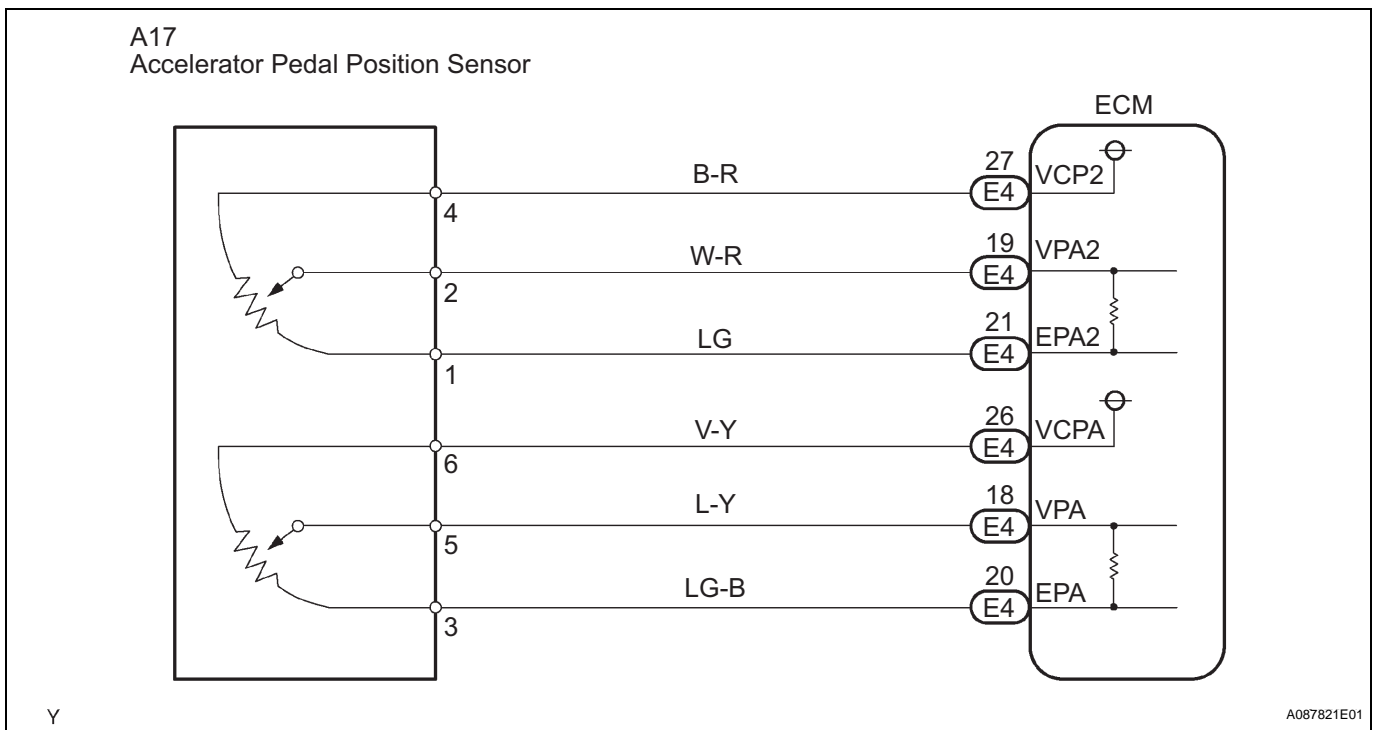 A17
Accelerator Pedal Position Sensor
ECM
4 B-R 27 E4 VCP2
2 W-R 19 E4 VPA2
1 LG 21 E4 EPA2
6 V-Y 26 E4 VCPA
5 L-Y 18 E4 VPA
3 LG-B 20 E4 EPA
Y
A087821E01